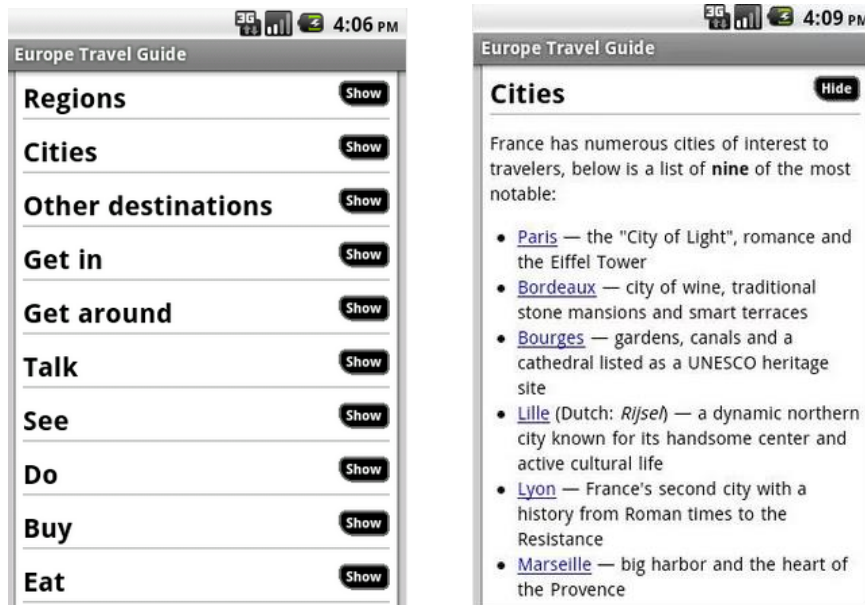 3G 4:06 PM
Europe Travel Guide
Regions Show
Cities Show
Other destinations Show
Get in Show
Get around Show
Talk Show
See Show
Do Show
Buy Show
Eat Show
3G 4:09 PM
Europe Travel Guide
Cities Hide
France has numerous cities of interest to
travelers, below is a list of nine of the most
notable:
• Paris — the "City of Light", romance and
the Eiffel Tower
• Bordeaux — city of wine, traditional
stone mansions and smart terraces
• Bourges — gardens, canals and a
cathedral listed as a UNESCO heritage
site
• Lille (Dutch: Rijsel) — a dynamic northern
city known for its handsome center and
active cultural life
• Lyon — France's second city with a
history from Roman times to the
Resistance
• Marseille — big harbor and the heart of
the Provence